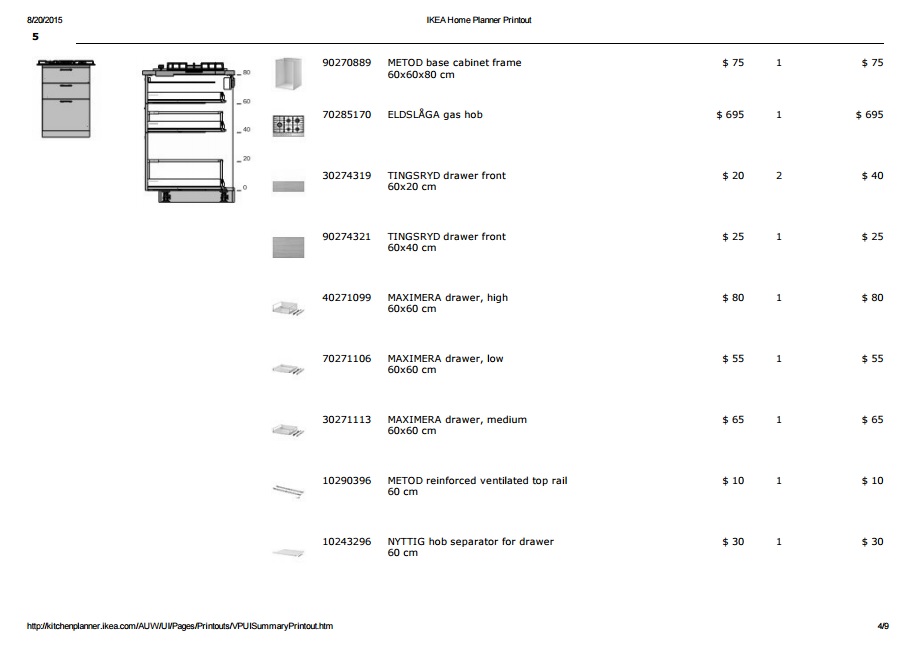 8/20/2015 IKEA Home Planner Printout
5
90270889 METOD base cabinet frame $ 75 1 $ 75
60x60x80 cm
80
60
40
20
0
70285170 ELDSLÅGA gas hob $ 695 1 $ 695
30274319 TINGSRYD drawer front $ 20 2 $ 40
60x20 cm
90274321 TINGSRYD drawer front $ 25 1 $ 25
60x40 cm
40271099 MAXIMERA drawer, high $ 80 1 $ 80
60x60 cm
70271106 MAXIMERA drawer, low $ 55 1 $ 55
60x60 cm
30271113 MAXIMERA drawer, medium $ 65 1 $ 65
60x60 cm
10290396 METOD reinforced ventilated top rail $ 10 1 $ 10
60 cm
10243296 NYTTIG hob separator for drawer $ 30 1 $ 30
60 cm
http://kitchenplanner.ikea.com/AUW/UI/Pages/Printouts/VPUISummaryPrintout.htm 4/9